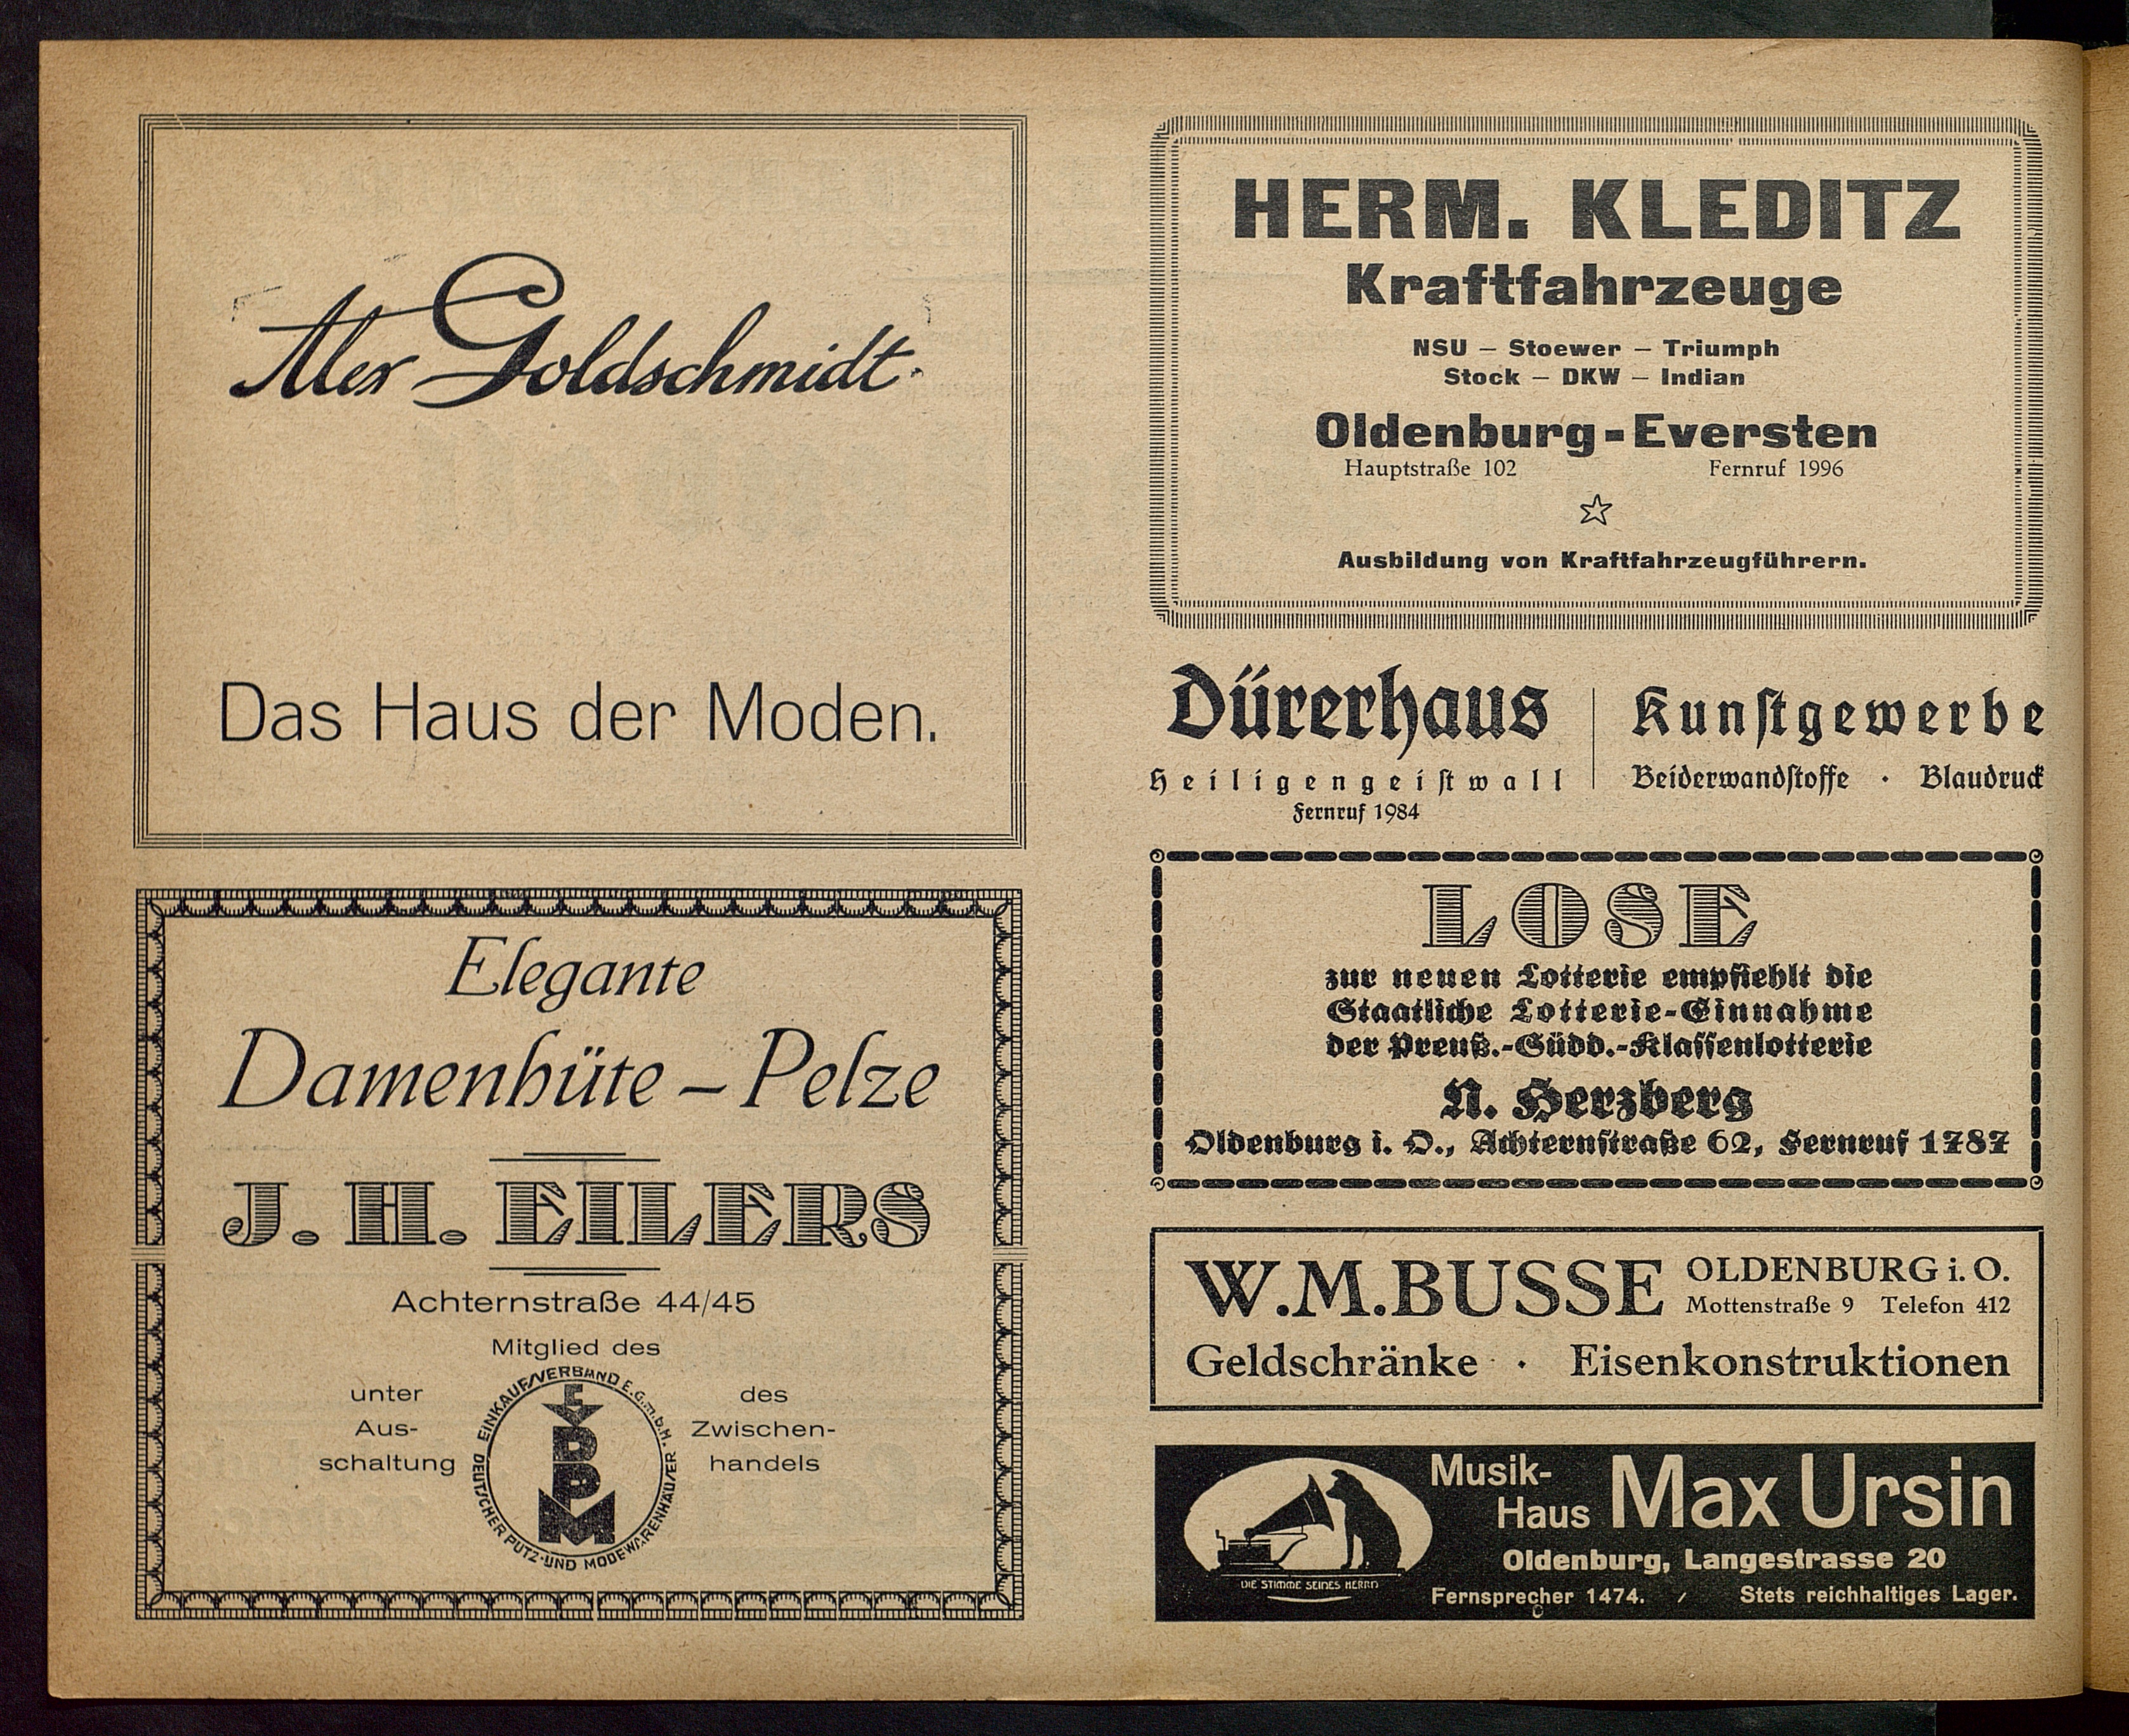 Alex Goldschmidt.
Das Haus der Moden.
Elegante
Damenhüte – Pelze
J. H. EILERS
Achternstraße 44/45
Mitglied des
unter
Aus-
schaltung
EINKAUFSVERBAND E.G.m.b.H.
DEUTSCHER PUTZ- UND MODEWARENHÄUSER
EVDPM
des
Zwischen-
handels
HERM. KLEDITZ
Kraftfahrzeuge
NSU – Stoewer – Triumph
Stock – DKW – Indian
Oldenburg-Eversten
Hauptstraße 102 Fernruf 1996
Ausbildung von Kraftfahrzeugführern.
Dürerhaus
Heiligengeistwall
Fernruf 1984
Kunstgewerbe
Beiderwandstoffe · Blaudruck
LOSE
zur neuen Lotterie empfiehlt die
Staatliche Lotterie-Einnahme
der Preuß.-Südd.-Klassenlotterie
N. Herzberg
Oldenburg i. O., Achternstraße 62, Fernruf 1787
W.M.BUSSE OLDENBURG i. O.
Mottenstraße 9 Telefon 412
Geldschränke · Eisenkonstruktionen
Musik-
Haus Max Ursin
Oldenburg, Langestrasse 20
Fernsprecher 1474. / Stets reichhaltiges Lager.
DIE STIMME SEINES HERRN